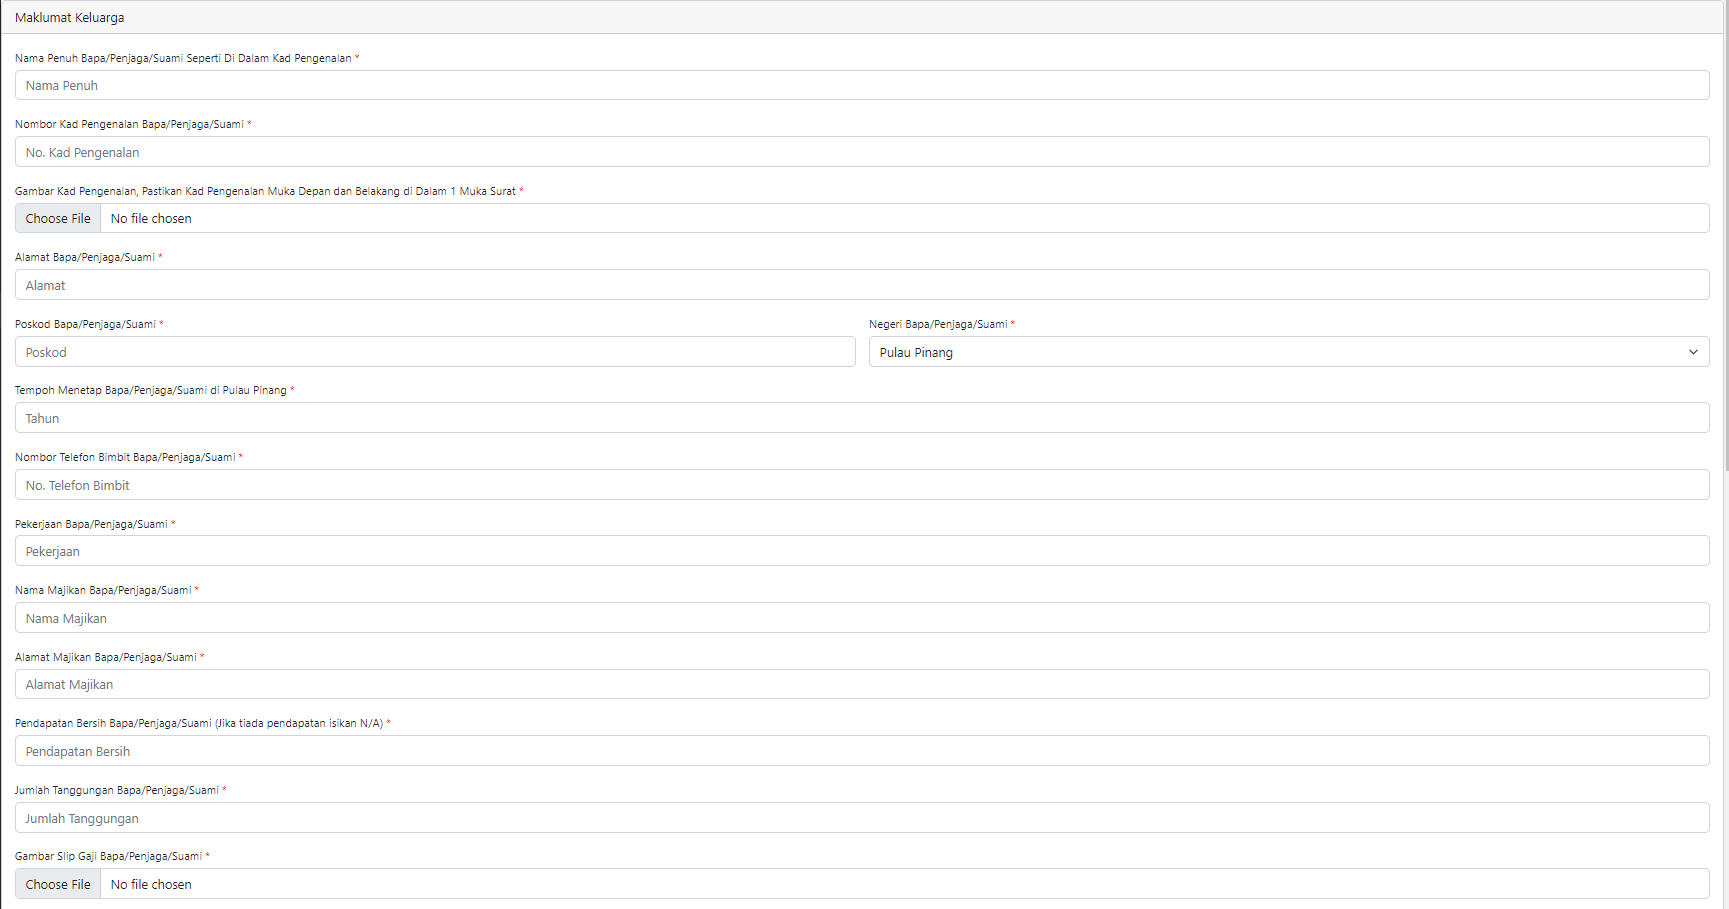 Maklumat Keluarga
Nama Penuh Bapa/Penjaga/Suami Seperti Di Dalam Kad Pengenalan *
Nama Penuh
Nombor Kad Pengenalan Bapa/Penjaga/Suami *
No. Kad Pengenalan
Gambar Kad Pengenalan, Pastikan Kad Pengenalan Muka Depan dan Belakang di Dalam 1 Muka Surat *
Choose File No file chosen
Alamat Bapa/Penjaga/Suami *
Alamat
Poskod Bapa/Penjaga/Suami * Negeri Bapa/Penjaga/Suami *
Poskod Pulau Pinang
Tempoh Menetap Bapa/Penjaga/Suami di Pulau Pinang *
Tahun
Nombor Telefon Bimbit Bapa/Penjaga/Suami *
No. Telefon Bimbit
Pekerjaan Bapa/Penjaga/Suami *
Pekerjaan
Nama Majikan Bapa/Penjaga/Suami *
Nama Majikan
Alamat Majikan Bapa/Penjaga/Suami *
Alamat Majikan
Pendapatan Bersih Bapa/Penjaga/Suami (Jika tiada pendapatan isikan N/A) *
Pendapatan Bersih
Jumlah Tanggungan Bapa/Penjaga/Suami *
Jumlah Tanggungan
Gambar Slip Gaji Bapa/Penjaga/Suami *
Choose File No file chosen